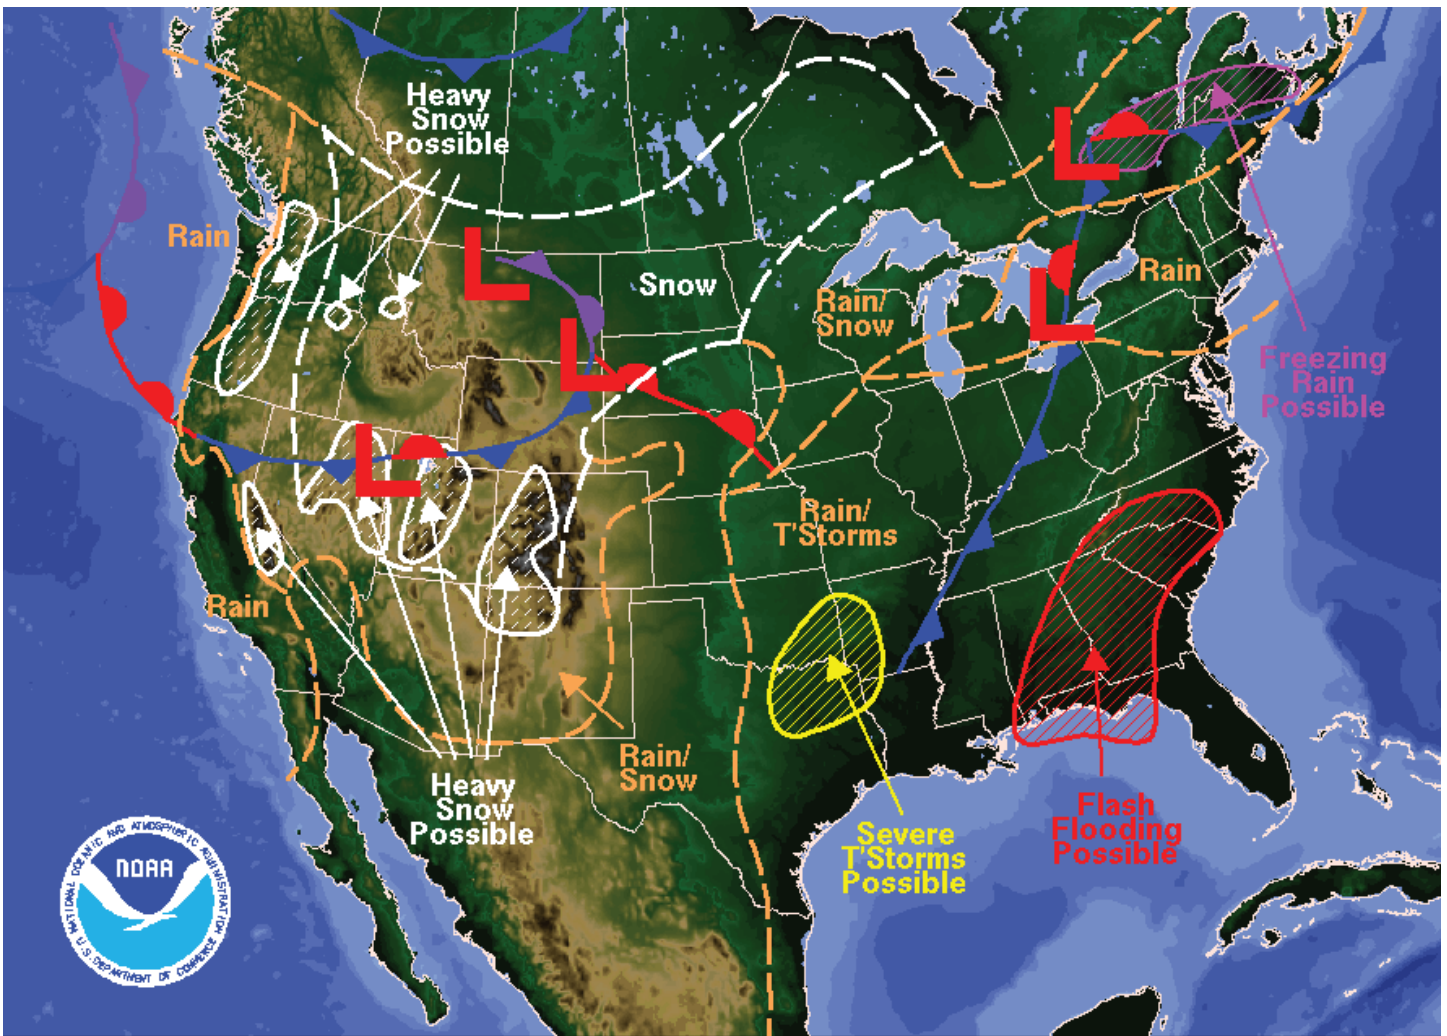 Heavy
Snow
Possible
Rain
Snow
Rain/
Snow
Rain
Freezing
Rain
Possible
Rain/
T'Storms
Rain
Rain/
Snow
Heavy
Snow
Possible
Severe
T'Storms
Possible
Flash
Flooding
Possible
L
L
L
L
L
NATIONAL OCEANIC AND ATMOSPHERIC ADMINISTRATION
NOAA
U.S. DEPARTMENT OF COMMERCE